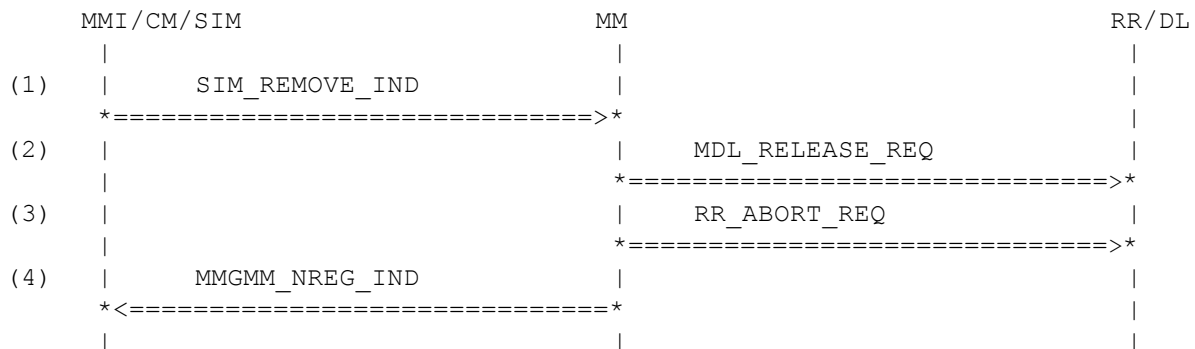 MMI/CM/SIM MM RR/DL
| | |
(1) | SIM_REMOVE_IND | |
*==============================>* |
(2) | | MDL_RELEASE_REQ |
| *==============================>*
(3) | | RR_ABORT_REQ |
| *==============================>*
(4) | MMGMM_NREG_IND | |
*<==============================* |
| | |